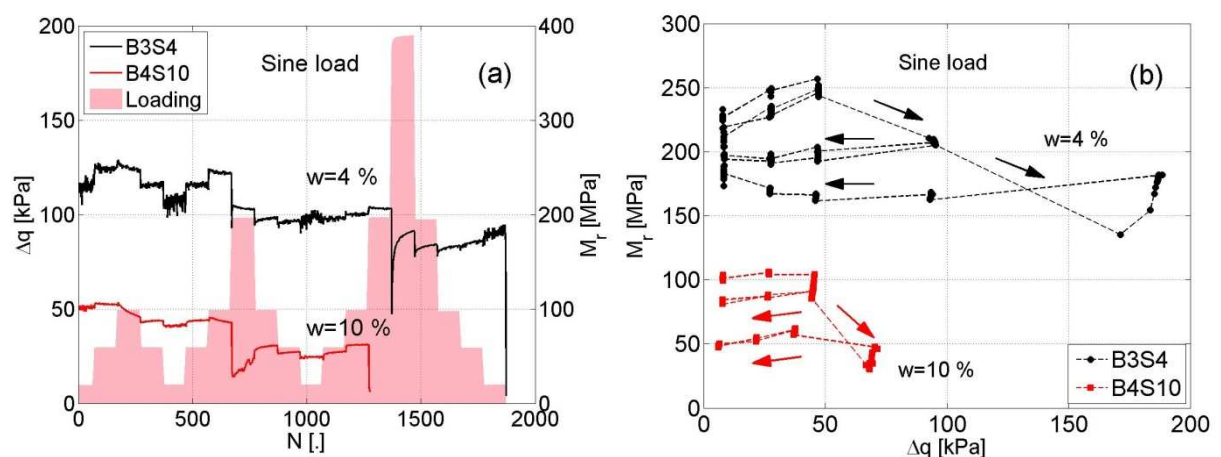 200
150
100
50
0
Δq [kPa]
B3S4
B4S10
Loading
Sine load
(a)
w=4 %
w=10 %
0
500
1000
1500
2000
N [.]
400
300
200
100
0
M_r [MPa]
300
250
200
150
100
50
0
M_r [MPa]
Sine load
(b)
w=4 %
w=10 %
B3S4
B4S10
0
50
100
150
200
Δq [kPa]